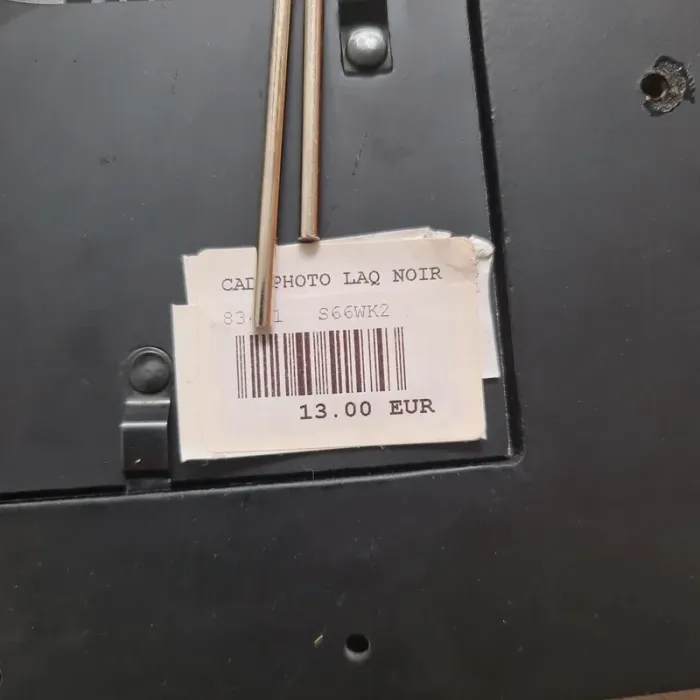 PHOTO LAQ NOIR
S66WK2
13.00 EUR